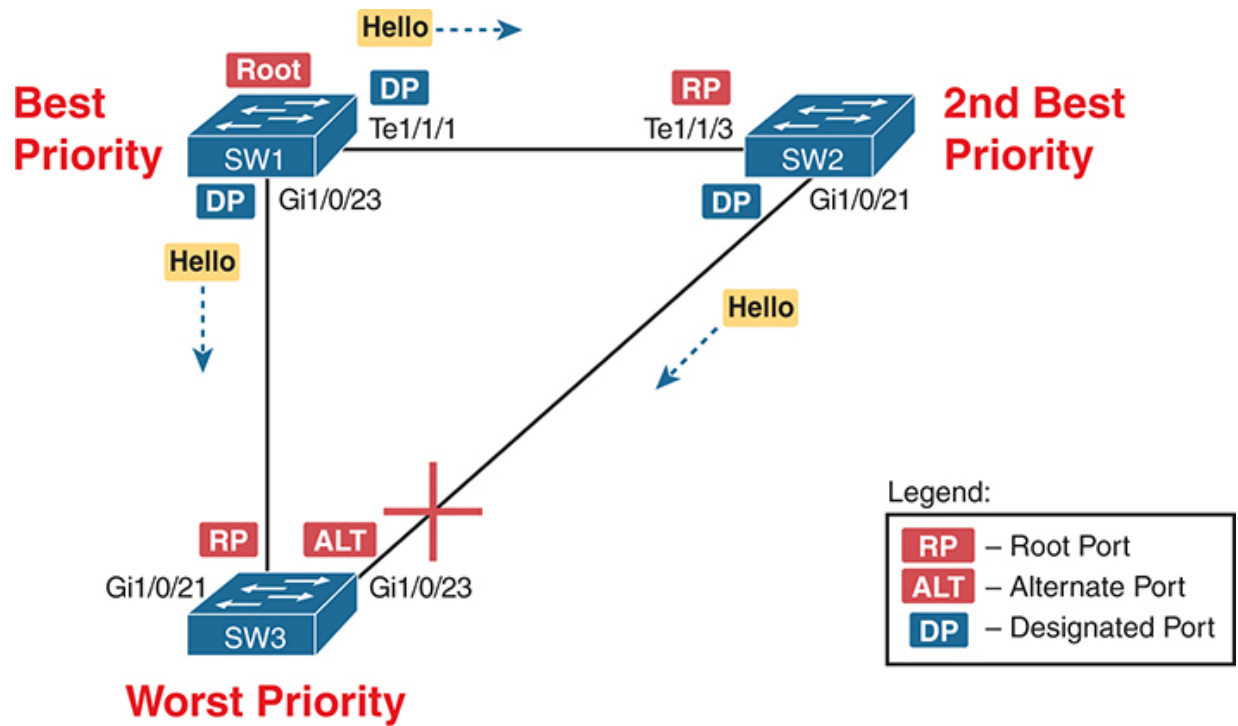 Hello
Root
Best
Priority
DP
RP
2nd Best
Priority
Te1/1/1
Te1/1/3
SW1
SW2
DP
Gi1/0/23
DP
Gi1/0/21
Hello
Hello
Legend:
RP
ALT
RP – Root Port
Gi1/0/21
Gi1/0/23
ALT – Alternate Port
SW3
DP – Designated Port
Worst Priority